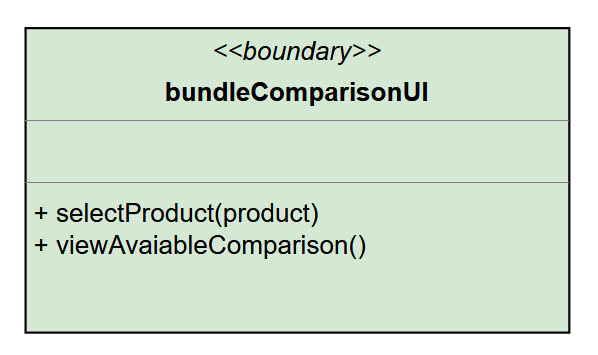 <<boundary>>
bundleComparisonUI
+ selectProduct(product)
+ viewAvaiableComparison()